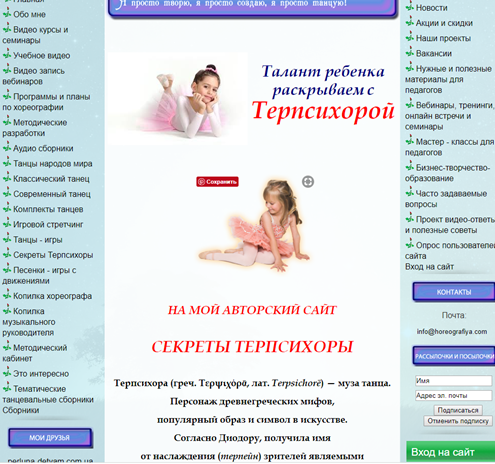 Главная
Обо мне
Видео курсы и
семинары
Учебное видео
Видео запись
вебинаров
Программы и планы
по хореографии
Методические
разработки
Аудио сборники
Танцы народов мира
Классический танец
Современный танец
Комплекты танцев
Игровой стретчинг
Танцы - игры
Секреты Терпсихоры
Песенки - игры с
движениями
Копилка хореографа
Копилка
музыкального
руководителя
Методический
кабинет
Это интересно
Тематические
танцевальные сборники
Сборники
МОИ ДРУЗЬЯ
perluna-detyam.com.ua
Я просто творю, я просто создаю, я просто танцую!
Талант ребенка
раскрываем с
Терпсихорой
Сохранить
НА МОЙ АВТОРСКИЙ САЙТ
СЕКРЕТЫ ТЕРПСИХОРЫ
Терпсихора (греч. Τερψιχόρα, лат. Terpsichorē) — муза танца.
Персонаж древнегреческих мифов,
популярный образ и символ в искусстве.
Согласно Диодору, получила имя
от наслаждения (терпейн) зрителей являемыми
Новости
Акции и скидки
Наши проекты
Вакансии
Нужные и полезные
материалы для
педагогов
Вебинары, тренинги,
онлайн встречи и
семинары
Мастер - классы для
педагогов
Бизнес-творчество-
образование
Часто задаваемые
вопросы
Проект видео-ответы
и полезные советы
Опрос пользователей
сайта
Вход на сайт
КОНТАКТЫ
Почта:
info@horeografiya.com
РАССЫЛОЧКИ И ПОСЫЛОЧКИ
Имя
Адрес эл. почты
Подписаться
Отменить подписку
Вход на сайт